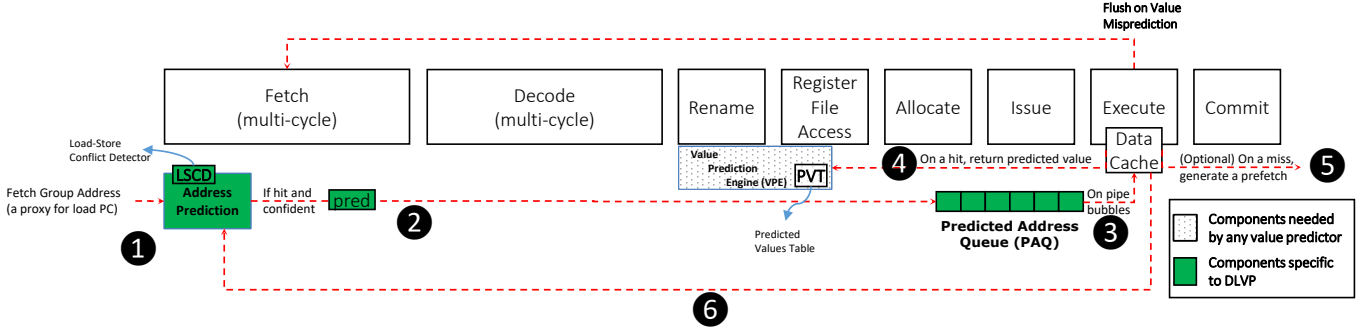 Flush on Value
Misprediction
Fetch
(multi-cycle)
Decode
(multi-cycle)
Rename
Register
File
Access
Allocate
Issue
Execute
Commit
Data
Cache
Load-Store
Conflict Detector
LSCD
Address
Prediction
Fetch Group Address
(a proxy for load PC)
If hit and
confident
pred
Value
Prediction
Engine (VPE)
PVT
Predicted
Values Table
On a hit, return predicted value
(Optional) On a miss,
generate a prefetch
On pipe
bubbles
Predicted Address
Queue (PAQ)
1
2
3
4
5
6
Components needed
by any value predictor
Components specific
to DLVP